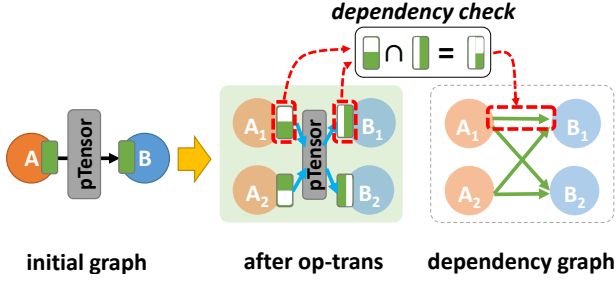 dependency check
∩ =
A B
pTensor
A₁ B₁
A₂ B₂
pTensor
A₁ B₁
A₂ B₂
initial graph
after op-trans
dependency graph